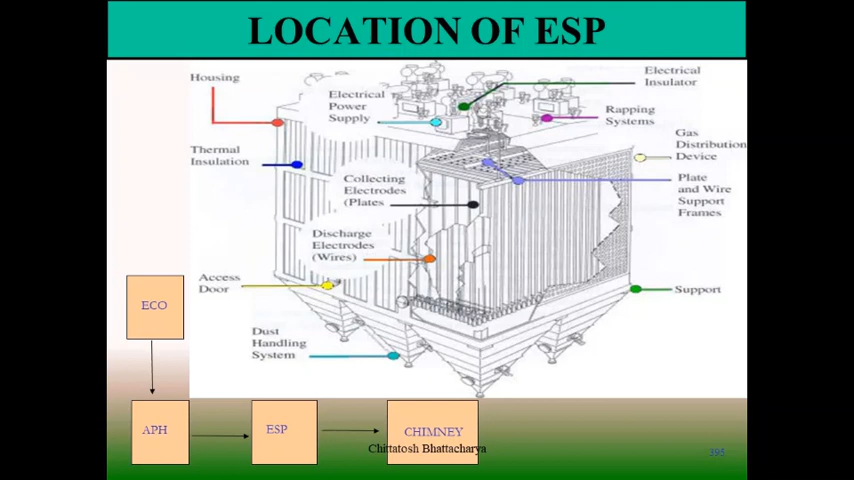 LOCATION OF ESP
Housing
Electrical
Power
Supply
Electrical
Insulator
Rapping
Systems
Gas
Distribution
Device
Thermal
Insulation
Collecting
Electrodes
(Plates
Plate
and Wire
Support
Frames
Discharge
Electrodes
(Wires)
Access
Door
Support
Dust
Handling
System
ECO
APH
ESP
CHIMNEY
Chittatosh Bhattacharya
395